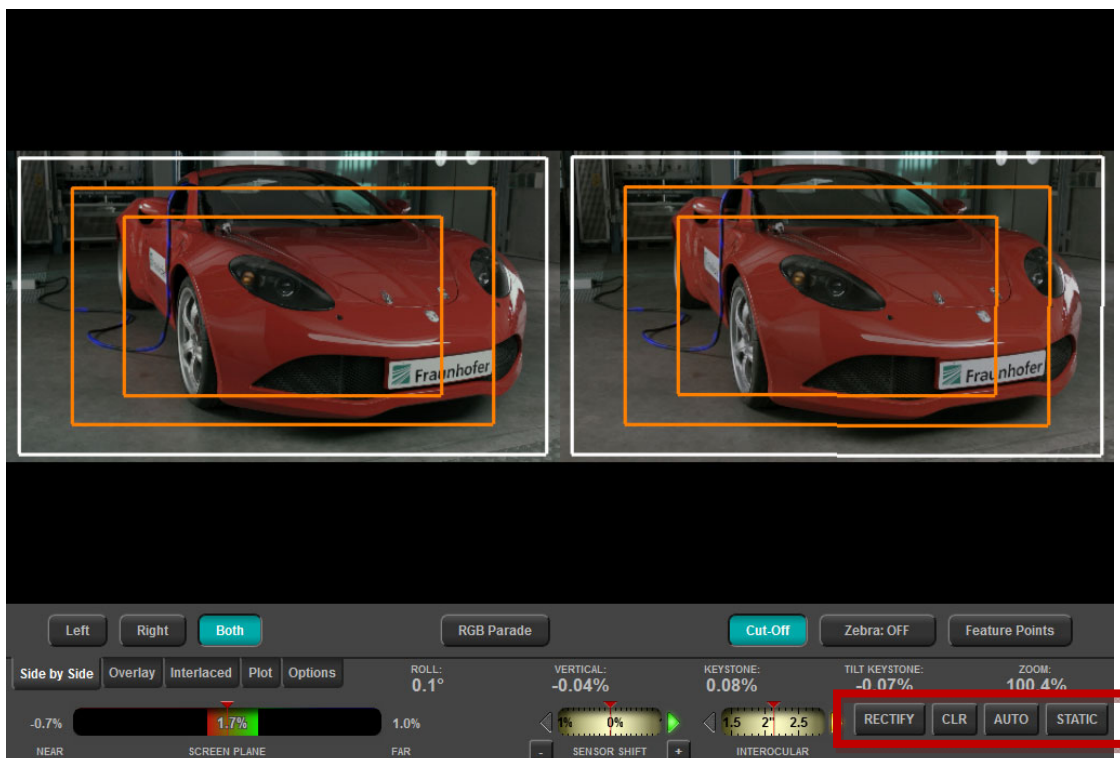 Fraunhofer
Fraunhofer
Left Right Both RGB Parade Cut-Off Zebra: OFF Feature Points
Side by Side Overlay Interlaced Plot Options
ROLL: VERTICAL: KEYSTONE: TILT KEYSTONE: ZOOM:
0.1° -0.04% 0.08% -0.07% 100.4%
-0.7% 1.7% 1.0% 1% 0% 1.5 2" 2.5 RECTIFY CLR AUTO STATIC
NEAR SCREEN PLANE FAR - SENSOR SHIFT + INTEROCULAR